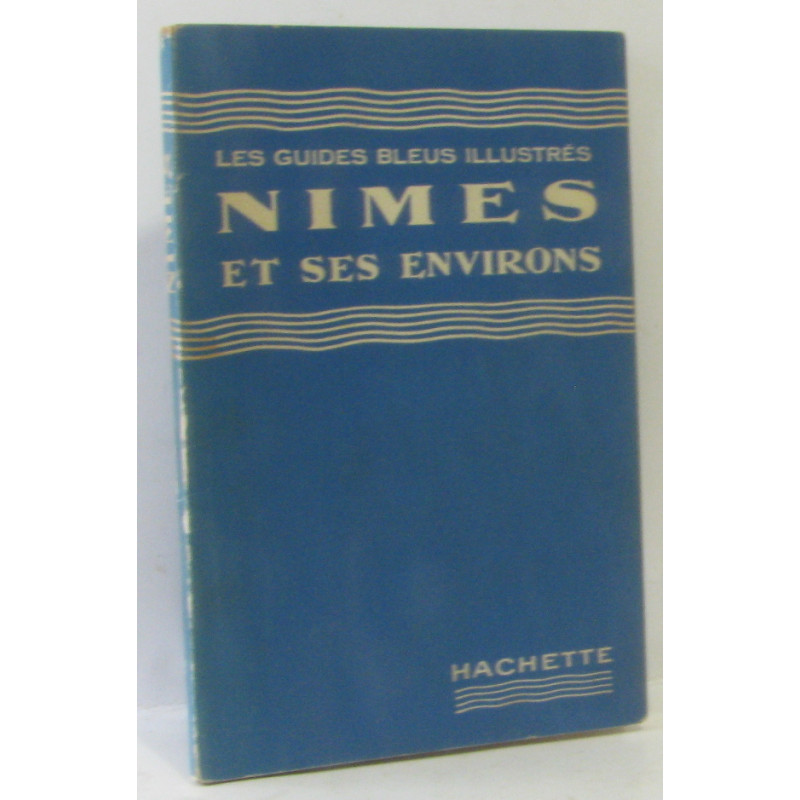 LES GUIDES BLEUS ILLUSTRÉS
NIMES
ET SES ENVIRONS
HACHETTE